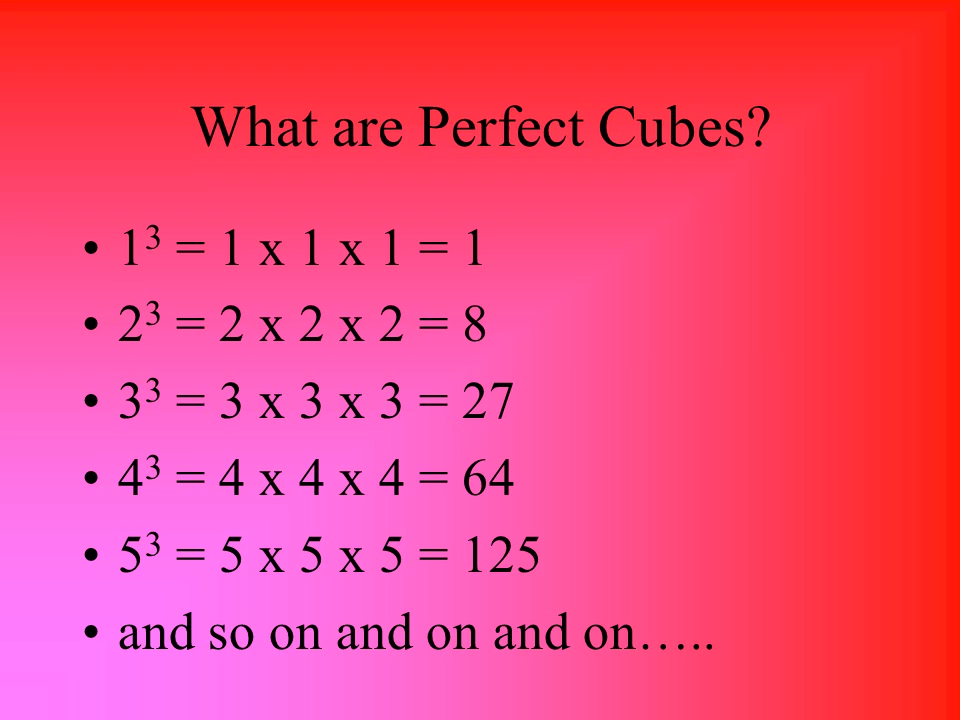 What are Perfect Cubes?
• 1³ = 1 x 1 x 1 = 1
• 2³ = 2 x 2 x 2 = 8
• 3³ = 3 x 3 x 3 = 27
• 4³ = 4 x 4 x 4 = 64
• 5³ = 5 x 5 x 5 = 125
• and so on and on and on…..